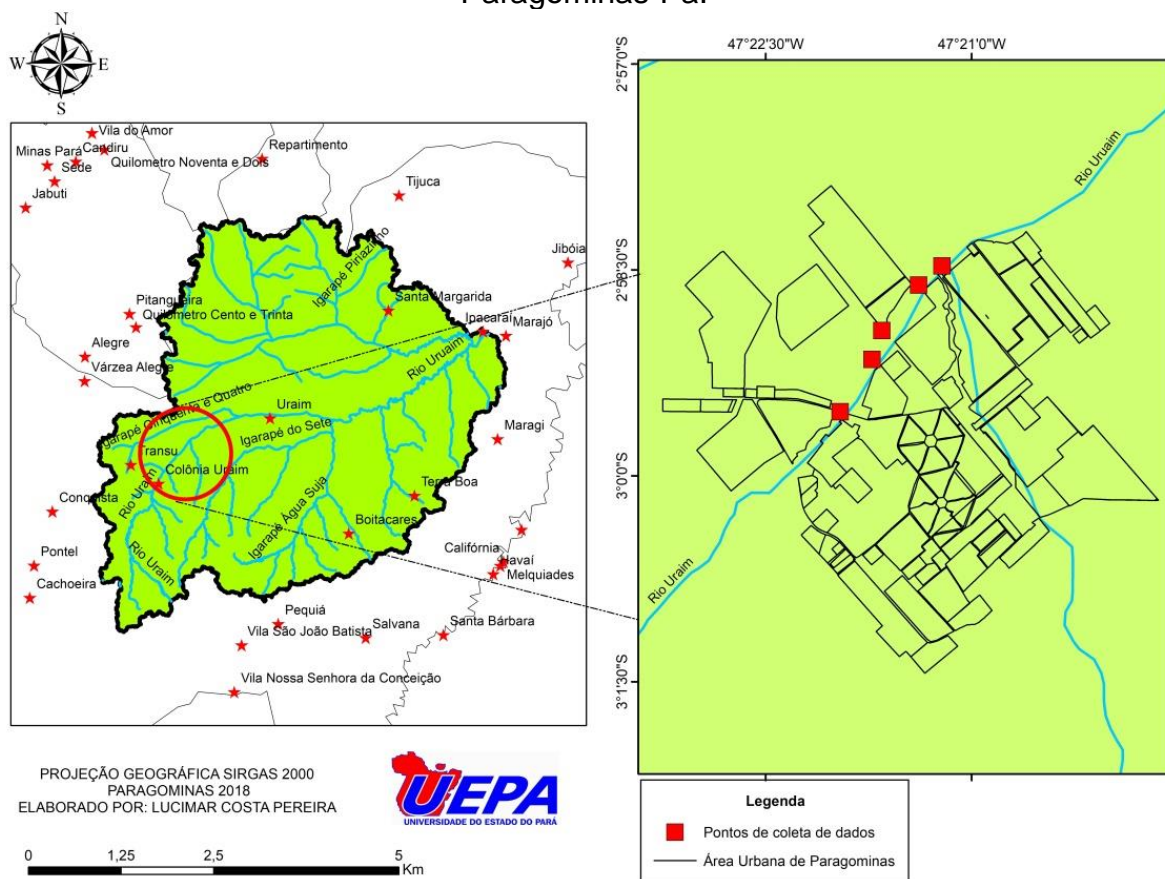 Paragominas Pa.
N
W
E
S
Vila do Amor
Minas Pará
Candiru
Sede
Quilometro Noventa e Dois
Repartimento
Jabuti
Tijuca
Jibóia
Igarapé Piriazinho
Pitangueira
Quilometro Cento e Trinta
Santa Margarida
Ipacaraí
Marajó
Alegre
Várzea Alegre
Rio Uruaim
Igarapé Cinquenta e Quatro
Uraim
Igarapé do Sete
Maragi
Transu
Colônia Uraim
Rio Uraim
Terra Boa
Conquista
Igarapé Água Suja
Boitacares
Pontel
Rio Uraim
Califórnia
Havaí
Melquiades
Cachoeira
Pequiá
Salvana
Santa Bárbara
Vila São João Batista
Vila Nossa Senhora da Conceição
47°22'30"W
47°21'0"W
2°57'0"S
2°58'30"S
3°0'0"S
3°1'30"S
Rio Uruaim
Rio Uraim
PROJEÇÃO GEOGRÁFICA SIRGAS 2000
PARAGOMINAS 2018
ELABORADO POR: LUCIMAR COSTA PEREIRA
UEPA
UNIVERSIDADE DO ESTADO DO PARÁ
0 1,25 2,5 5
Km
Legenda
Pontos de coleta de dados
Área Urbana de Paragominas